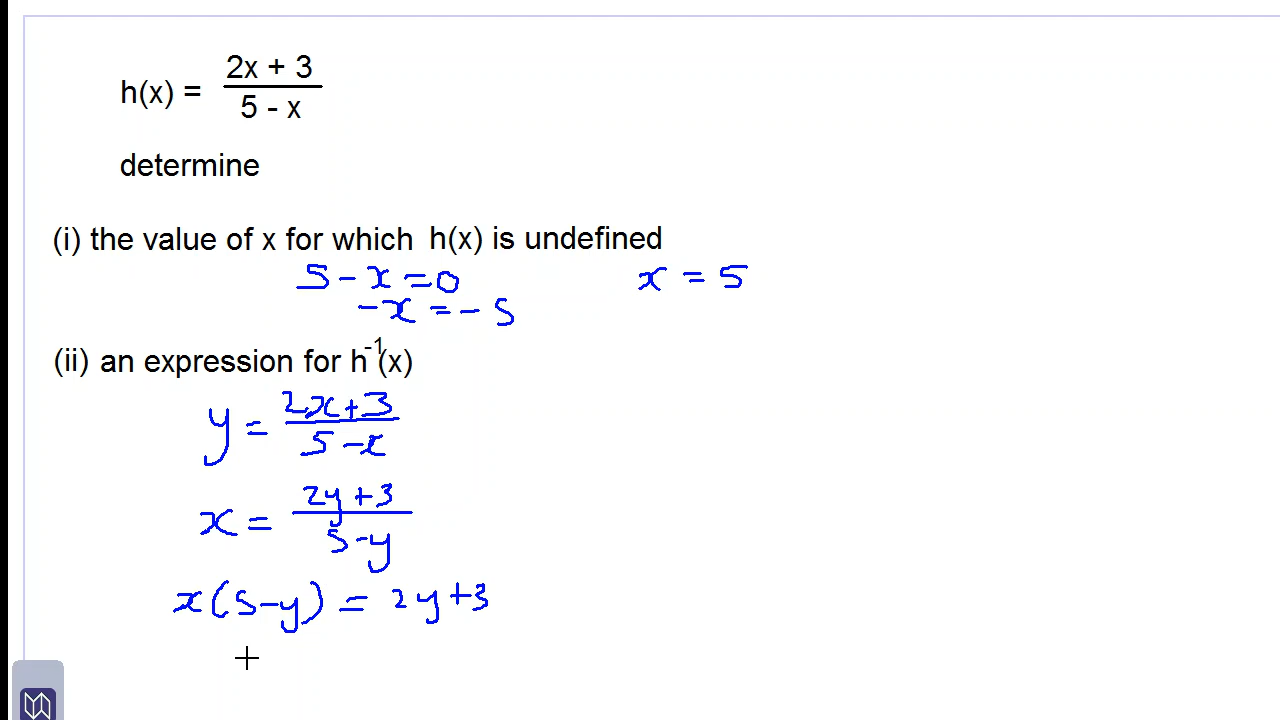 h(x) = (2x + 3)/(5 - x)
determine
(i) the value of x for which h(x) is undefined
5 - x = 0 x = 5
-x = -5
(ii) an expression for h⁻¹(x)
y = (2x+3)/(5-x)
x = (2y+3)/(5-y)
x(5-y) = 2y+3